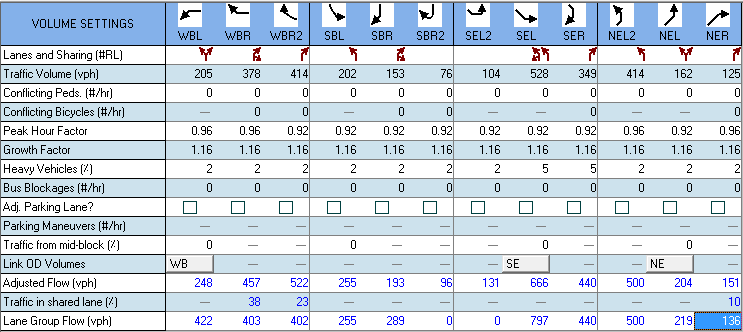 VOLUME SETTINGS WBL WBR WBR2 SBL SBR SBR2 SEL2 SEL SER NEL2 NEL NER
Lanes and Sharing (#RL)
Traffic Volume (vph) 205 378 414 202 153 76 104 528 349 414 162 125
Conflicting Peds. (#/hr) 0 0 0 0 0 0 0 0 0 0 0 0
Conflicting Bicycles (#/hr) — 0 0 — 0 0 — — 0 — — 0
Peak Hour Factor 0.96 0.96 0.92 0.92 0.92 0.92 0.92 0.92 0.92 0.96 0.92 0.96
Growth Factor 1.16 1.16 1.16 1.16 1.16 1.16 1.16 1.16 1.16 1.16 1.16 1.16
Heavy Vehicles (%) 2 2 2 2 2 2 2 5 5 2 2 2
Bus Blockages (#/hr) 0 0 0 0 0 0 0 0 0 0 0 0
Adj. Parking Lane?
Parking Maneuvers (#/hr) — — — — — — — — — — — —
Traffic from mid-block (%) 0 — — 0 — — — 0 — — 0 —
Link OD Volumes WB — — — — — — SE — — NE —
Adjusted Flow (vph) 248 457 522 255 193 96 131 666 440 500 204 151
Traffic in shared lane (%) — 38 23 — — — — — — — — 10
Lane Group Flow (vph) 422 403 402 255 289 0 0 797 440 500 219 136